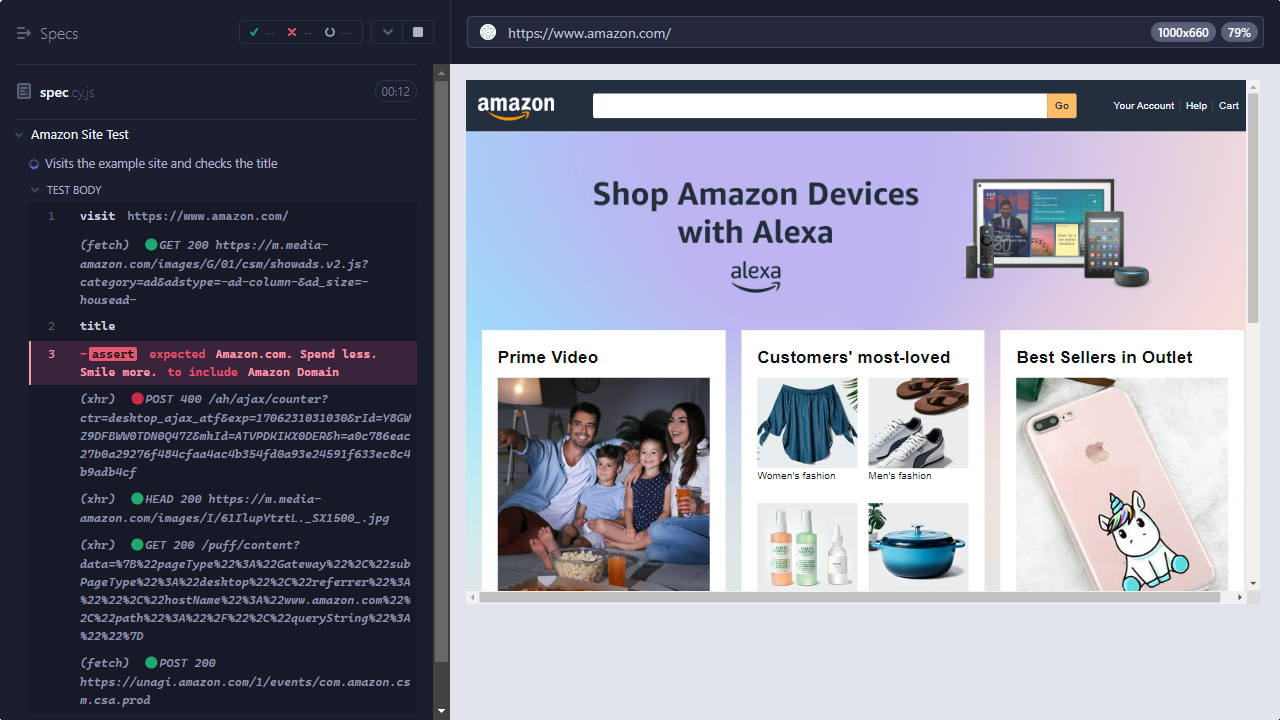 Specs
-- -- --
spec.cy.js
00:12
Amazon Site Test
Visits the example site and checks the title
TEST BODY
1 visit https://www.amazon.com/
(fetch) GET 200 https://m.media-
amazon.com/images/G/01/csm/showads.v2.js?
category=ad&adstype=-ad-column-&ad_size=-
housead-
2 title
3 -assert expected Amazon.com. Spend less.
Smile more. to include Amazon Domain
(xhr) POST 400 /ah/ajax/counter?
ctr=desktop_ajax_atf&exp=1706231031030&rId=Y8GW
Z9DFBWW0TDN0Q47Z&mkId=ATVPDKIKX0DER&h=a0c786eac
27b0a29276f484cfaa4ac4b354fd0a93e24591f633ec8c4
b9adb4cf
(xhr) HEAD 200 https://m.media-
amazon.com/images/I/61IlupYtztL._SX1500_.jpg
(xhr) GET 200 /puff/content?
data=%7B%22pageType%22%3A%22Gateway%22%2C%22sub
PageType%22%3A%22desktop%22%2C%22referrer%22%3A
%22%22%2C%22hostName%22%3A%22www.amazon.com%22%
2C%22path%22%3A%22%2F%22%2C%22queryString%22%3A
%22%22%7D
(fetch) POST 200
https://unagi.amazon.com/1/events/com.amazon.cs
m.csa.prod
https://www.amazon.com/
1000x660
79%
amazon
Go
Your Account
Help
Cart
Shop Amazon Devices
with Alexa
alexa
Prime Video
Customers' most-loved
Women's fashion
Men's fashion
Best Sellers in Outlet